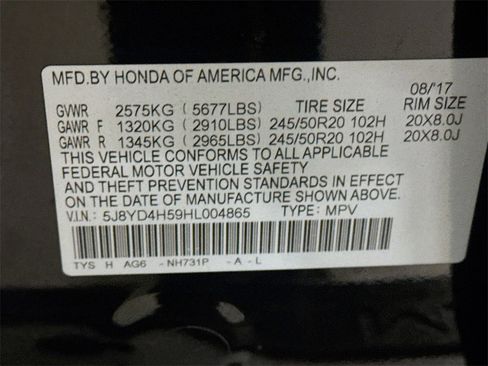 MFD.BY HONDA OF AMERICA MFG.,INC.
08/'17
GVWR 2575KG ( 5677LBS) TIRE SIZE RIM SIZE
GAWR F 1320KG ( 2910LBS) 245/50R20 102H 20X8.0J
GAWR R 1345KG ( 2965LBS) 245/50R20 102H 20X8.0J
THIS VEHICLE CONFORMS TO ALL APPLICABLE
FEDERAL MOTOR VEHICLE SAFETY
AND THEFT PREVENTION STANDARDS IN EFFECT
ON THE DATE OF MANUFACTURE SHOWN ABOVE.
V.I.N.: 5J8YD4H59HL004865 TYPE: MPV
TYS H AG6 -NH731P -A-L